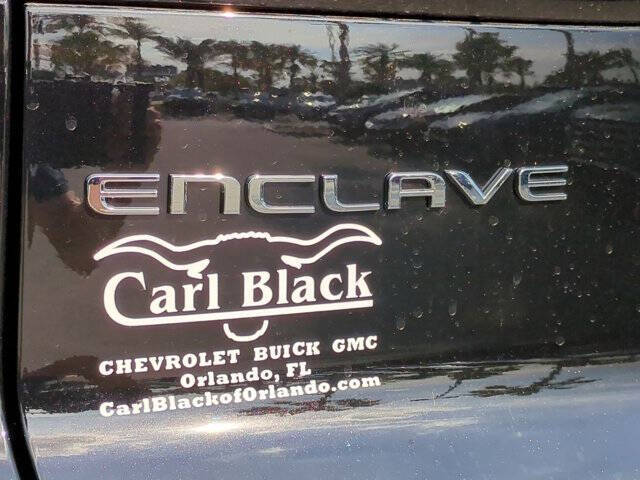 ENCLAVE
Carl Black
CHEVROLET BUICK GMC
Orlando, FL
CarlBlackofOrlando.com